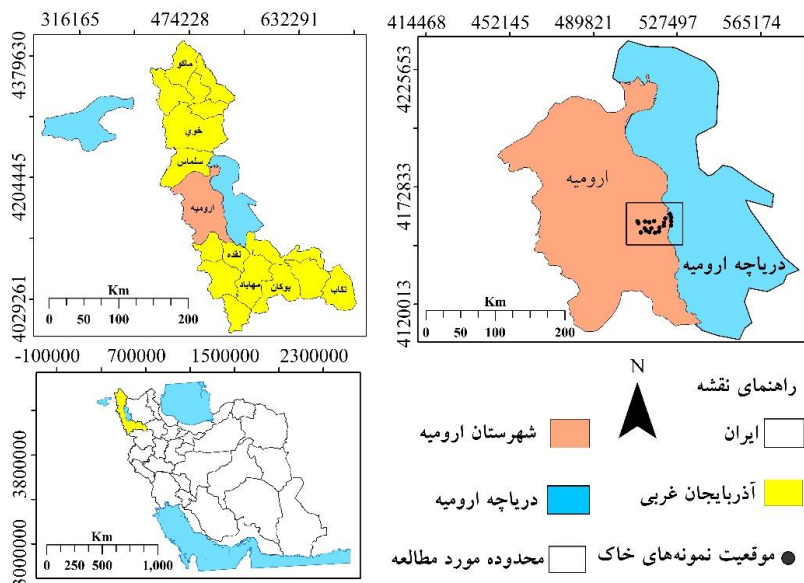 316165 474228 632291
4379630
4204445
4029261
ماکو
خوي
سلماس
ارومیه
نقده
مهاباد
بوکان
تکاب
Km
0 50 100 200
414468 452145 489821 527497 565174
4225653
4172833
4120013
ارومیه
دریاچه ارومیه
Km
0 50 100 200
-100000 700000 1500000 2300000
3800000
3000000
Km
0 250 500 1,000
N
راهنمای نقشه
ایران
شهرستان ارومیه
آذربایجان غربی
دریاچه ارومیه
موقعیت نمونه‌های خاک
محدوده مورد مطالعه